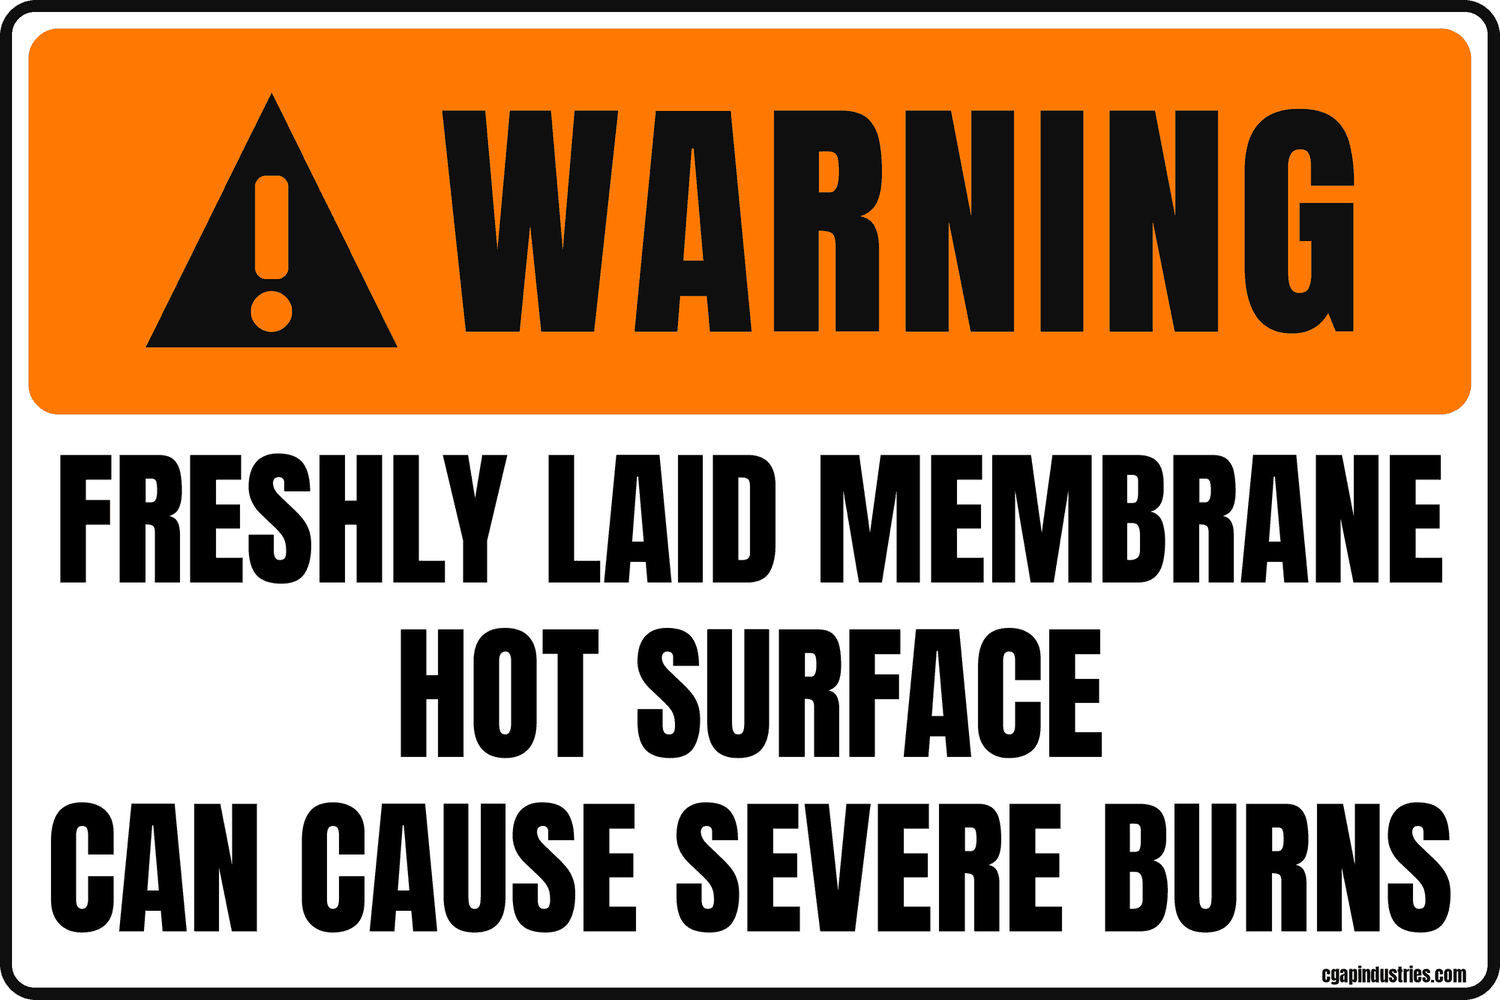 WARNING
FRESHLY LAID MEMBRANE
HOT SURFACE
CAN CAUSE SEVERE BURNS
cgapindustries.com